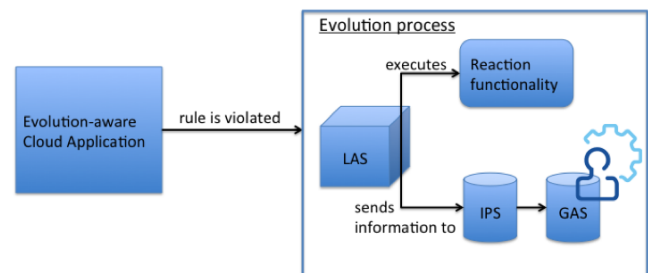 Evolution process
Evolution-aware
Cloud Application
rule is violated
executes
Reaction
functionality
LAS
sends
information to
IPS
GAS